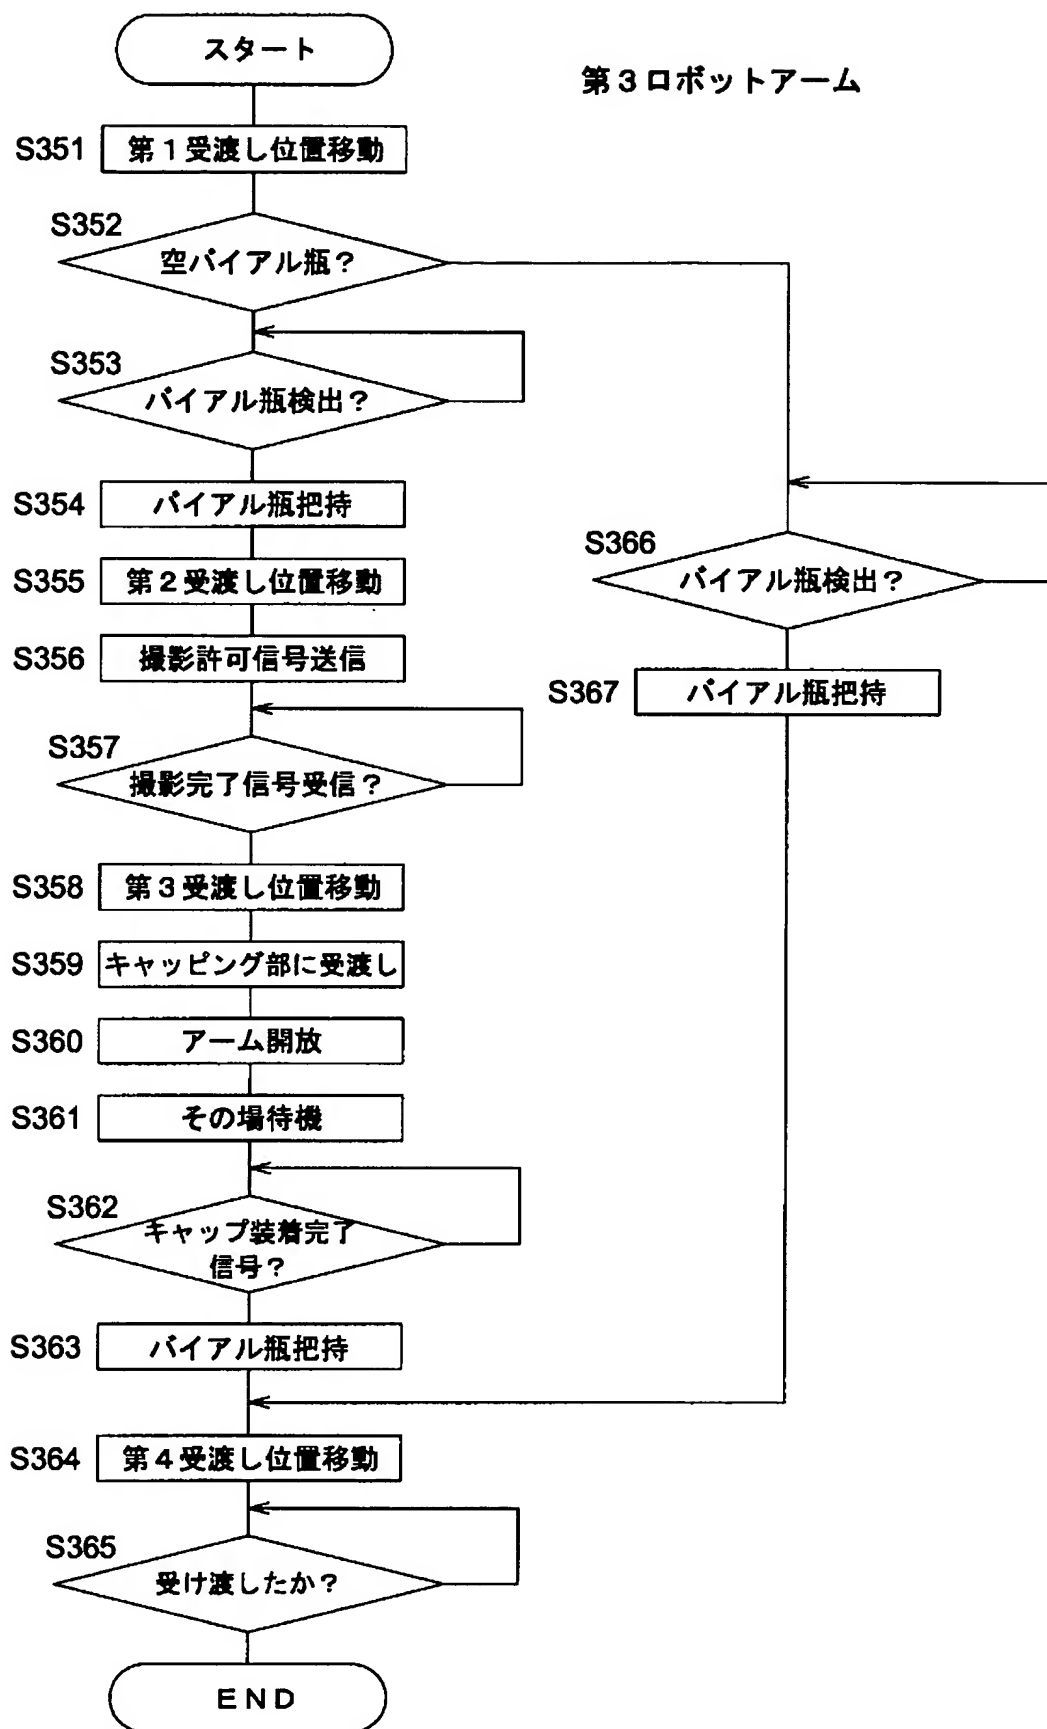 スタート
第3ロボットアーム
S351 第1受渡し位置移動
S352
空バイアル瓶?
S353
バイアル瓶検出?
S354 バイアル瓶把持
S355 第2受渡し位置移動
S356 撮影許可信号送信
S357
撮影完了信号受信?
S358 第3受渡し位置移動
S359 キャッピング部に受渡し
S360 アーム開放
S361 その場待機
S362
キャップ装着完了
信号?
S363 バイアル瓶把持
S364 第4受渡し位置移動
S365
受け渡したか?
END
S366
バイアル瓶検出?
S367 バイアル瓶把持